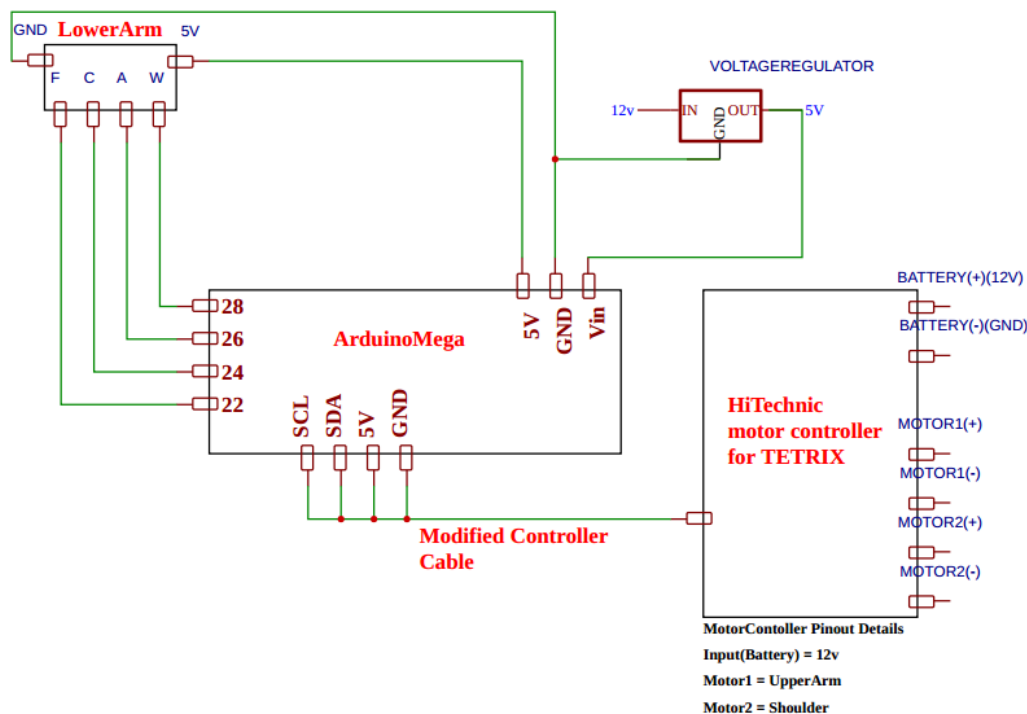 GND
LowerArm
5V
F C A W
VOLTAGEREGULATOR
12v
IN
GND
OUT
5V
5V
GND
Vin
28
26
24
22
ArduinoMega
SCL
SDA
5V
GND
Modified Controller
Cable
BATTERY(+)(12V)
BATTERY(-)(GND)
HiTechnic
motor controller
for TETRIX
MOTOR1(+)
MOTOR1(-)
MOTOR2(+)
MOTOR2(-)
MotorContoller Pinout Details
Input(Battery) = 12v
Motor1 = UpperArm
Motor2 = Shoulder